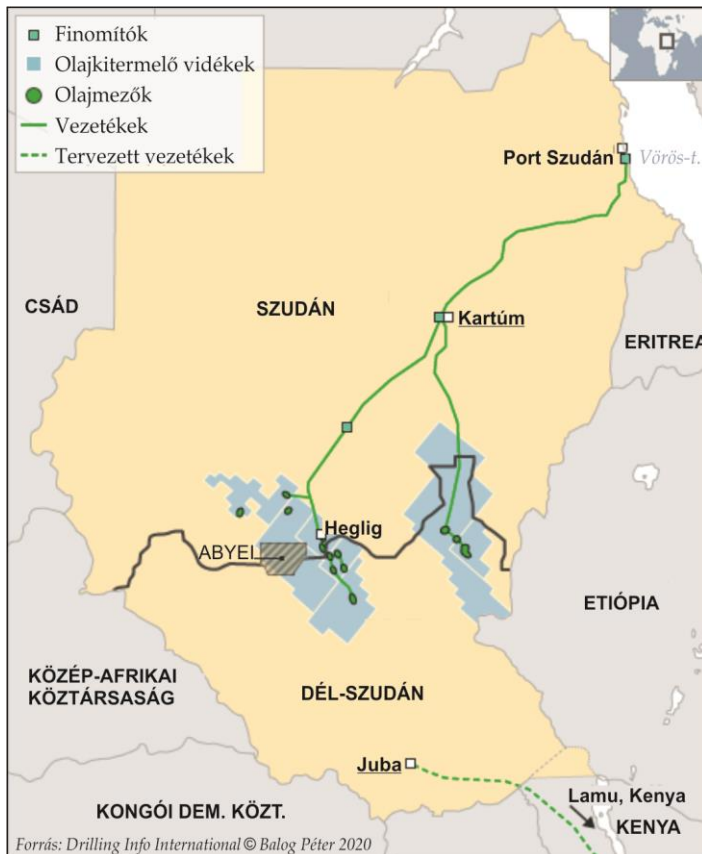 Finomítók
Olajkitermelő vidékek
Olajmezők
Vezetékek
Tervezett vezetékek
Port Szudán
Vörös-t.
CSÁD
SZUDÁN
Kartúm
ERITREA
Heglig
ABYEI
ETIÓPIA
KÖZÉP-AFRIKAI
KÖZTÁRSASÁG
DÉL-SZUDÁN
Juba
Lamu, Kenya
KENYA
KONGÓI DEM. KÖZT.
Forrás: Drilling Info International © Balog Péter 2020